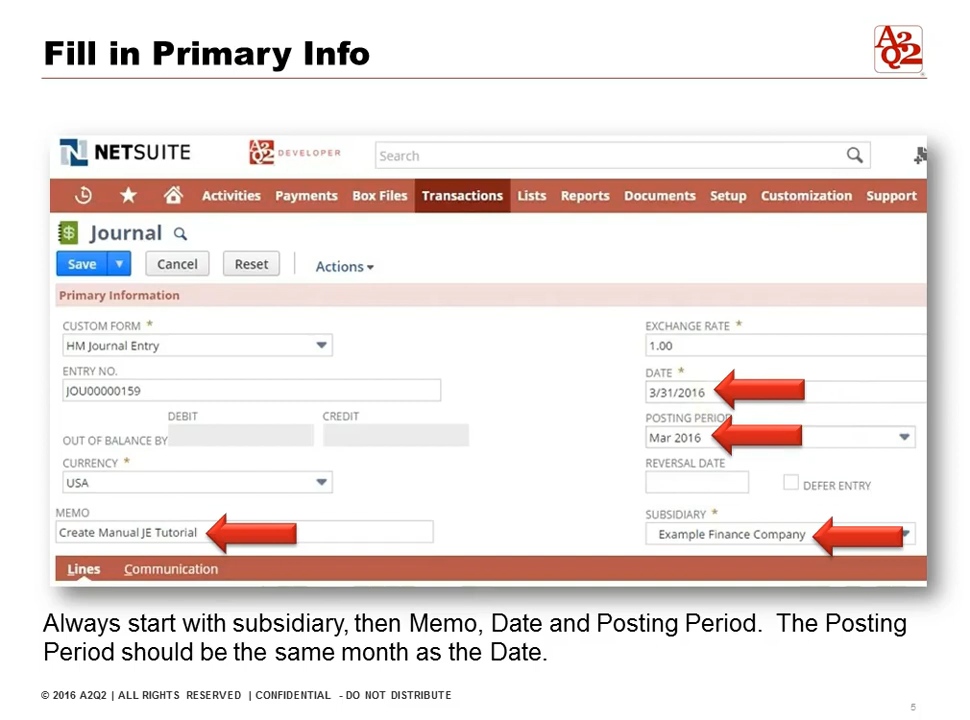 Fill in Primary Info
A2Q2
NETSUITE
A2Q2 DEVELOPER
Search
Activities Payments Box Files Transactions Lists Reports Documents Setup Customization Support
Journal
Save Cancel Reset Actions
Primary Information
CUSTOM FORM *
HM Journal Entry
ENTRY NO.
JOU00000159
DEBIT CREDIT
OUT OF BALANCE BY
CURRENCY *
USA
MEMO
Create Manual JE Tutorial
EXCHANGE RATE *
1.00
DATE *
3/31/2016
POSTING PERIOD
Mar 2016
REVERSAL DATE
DEFER ENTRY
SUBSIDIARY *
Example Finance Company
Lines Communication
Always start with subsidiary, then Memo, Date and Posting Period. The Posting
Period should be the same month as the Date.
© 2016 A2Q2 | ALL RIGHTS RESERVED | CONFIDENTIAL - DO NOT DISTRIBUTE
5